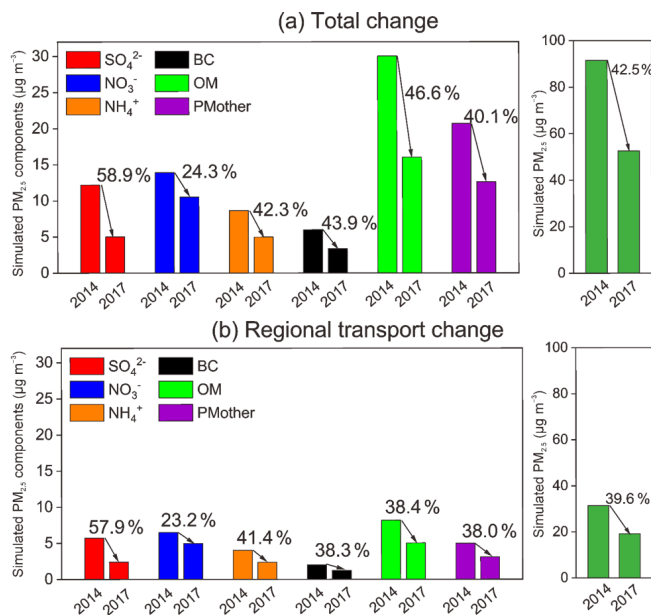 (a) Total change
Simulated PM₂.₅ components (µg m⁻³)
30
25
20
15
10
5
0
SO₄²⁻
NO₃⁻
NH₄⁺
BC
OM
PMother
58.9 %
24.3 %
42.3 %
43.9 %
46.6 %
40.1 %
2014 2017 2014 2017 2014 2017 2014 2017 2014 2017 2014 2017
Simulated PM₂.₅ (µg m⁻³)
100
80
60
40
20
0
42.5 %
2014 2017
(b) Regional transport change
Simulated PM₂.₅ components (µg m⁻³)
30
25
20
15
10
5
0
SO₄²⁻
NO₃⁻
NH₄⁺
BC
OM
PMother
57.9 %
23.2 %
41.4 %
38.3 %
38.4 %
38.0 %
2014 2017 2014 2017 2014 2017 2014 2017 2014 2017 2014 2017
Simulated PM₂.₅ (µg m⁻³)
100
80
60
40
20
0
39.6 %
2014 2017